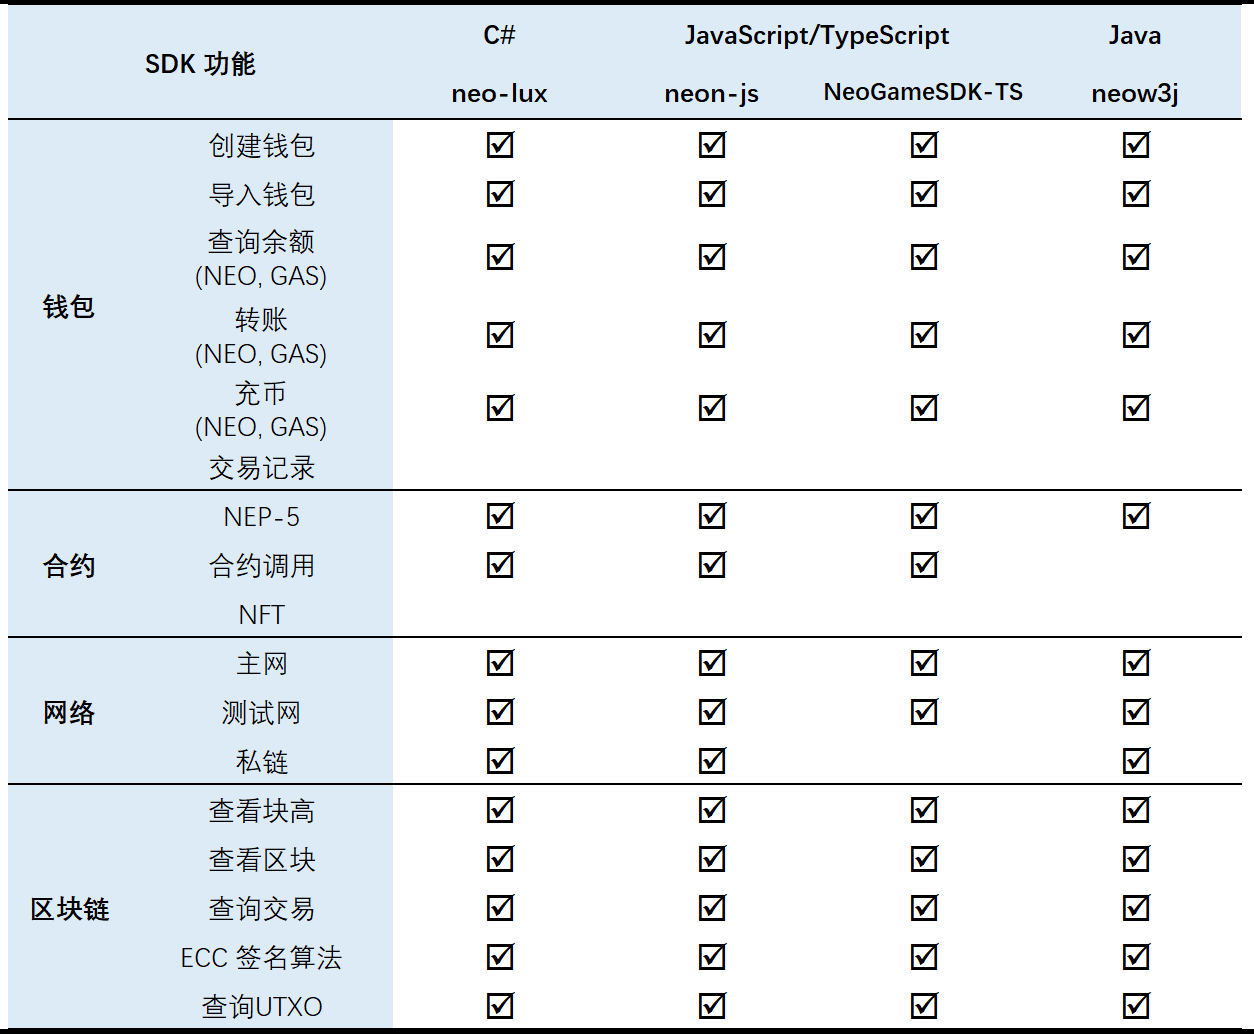 SDK 功能
C#
JavaScript/TypeScript
Java
neo-lux
neon-js
NeoGameSDK-TS
neow3j
钱包
创建钱包
导入钱包
查询余额
(NEO, GAS)
转账
(NEO, GAS)
充币
(NEO, GAS)
交易记录
合约
NEP-5
合约调用
NFT
网络
主网
测试网
私链
区块链
查看块高
查看区块
查询交易
ECC 签名算法
查询UTXO